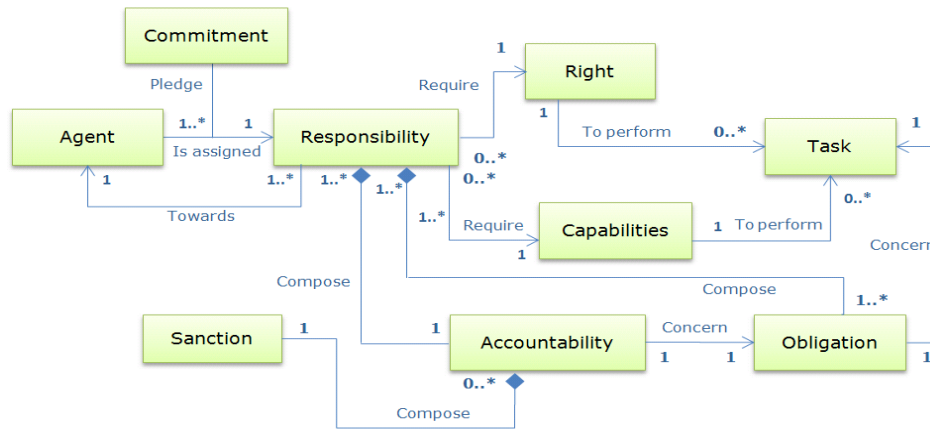 Commitment
1
Right
Pledge
Require
1
1
Agent
1..*
1
Responsibility
To perform
0..*
Task
Is assigned
0..*
0..*
1
1..*
1..*
1..*
0..*
Towards
1..*
Require
Capabilities
1
To perform
1
Concern
Compose
Compose
1..*
Sanction
1
1
Accountability
Concern
Obligation
1
1
1
0..*
Compose